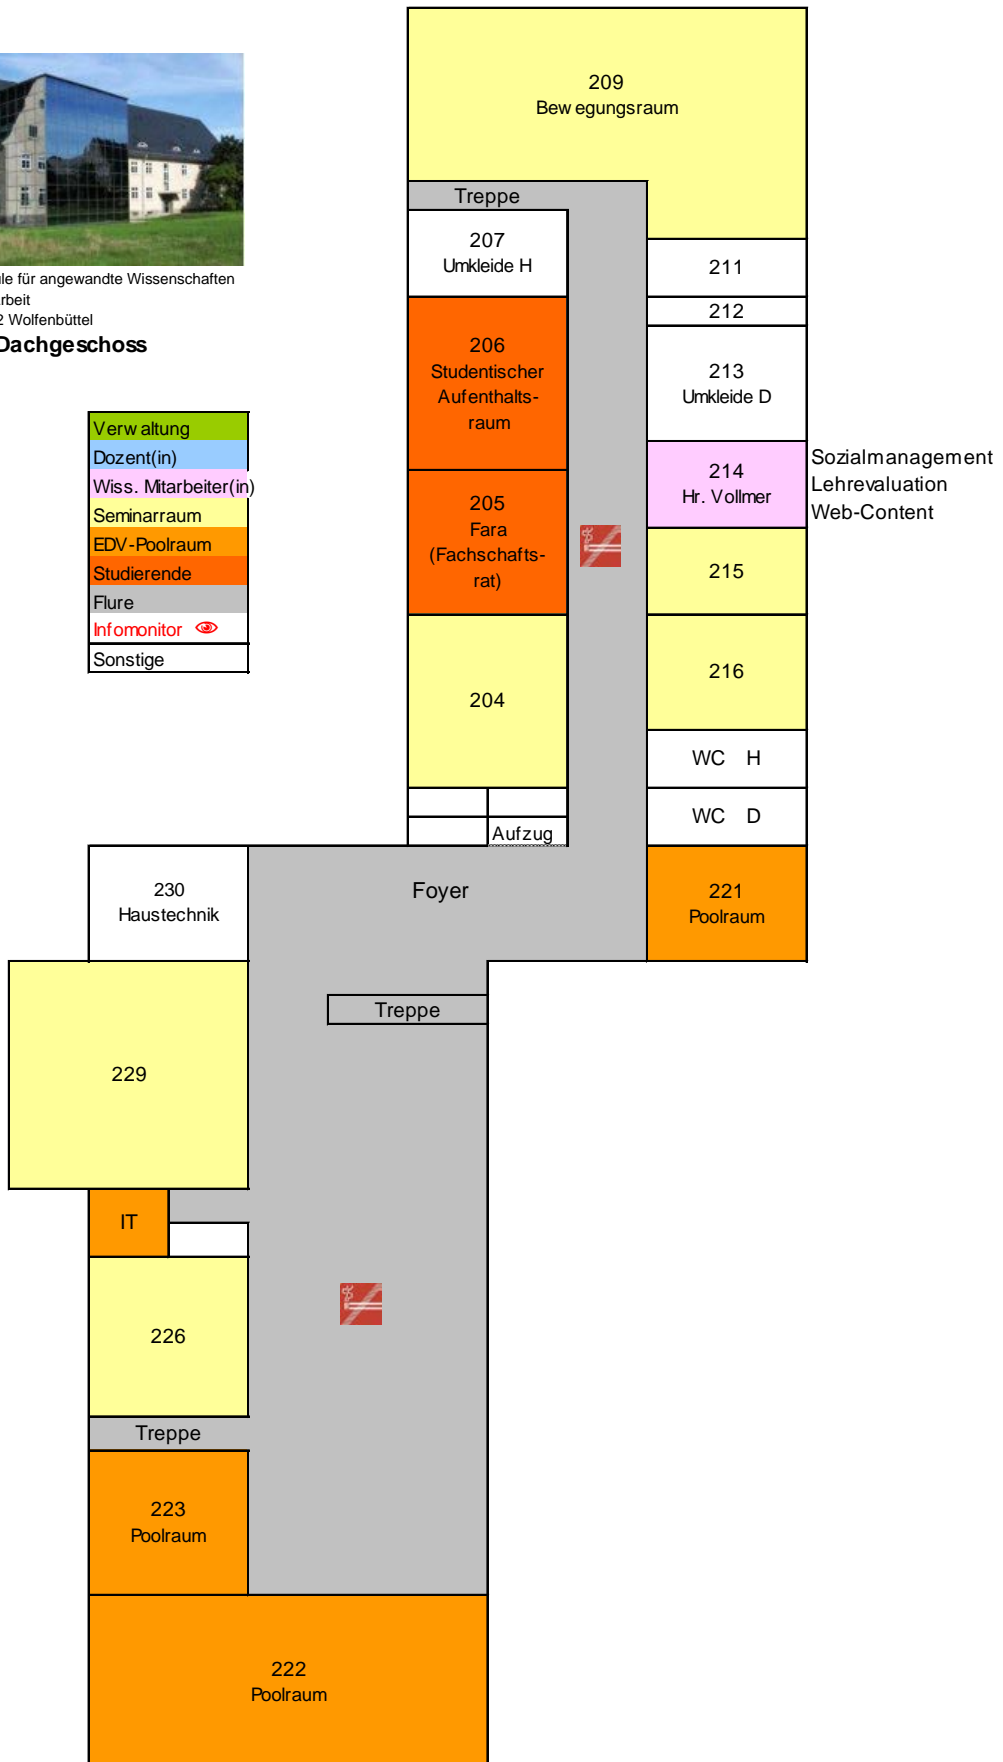 209
Bewegungsraum
Treppe
207
Umkleide H
211
212
206
Studentischer
Aufenthalts-
raum
213
Umkleide D
für angewandte Wissenschaften
Wolfenbüttel
Dachgeschoss
Verwaltung
Dozent(in)
Wiss. Mitarbeiter(in)
Seminarraum
EDV-Poolraum
Studierende
Flure
Infomonitor
Sonstige
205
Fara
(Fachschafts-
rat)
214
Hr. Vollmer
Sozialmanagement
Lehrevaluation
Web-Content
215
204
216
WC H
WC D
Aufzug
230
Haustechnik
Foyer
221
Poolraum
Treppe
229
IT
226
Treppe
223
Poolraum
222
Poolraum